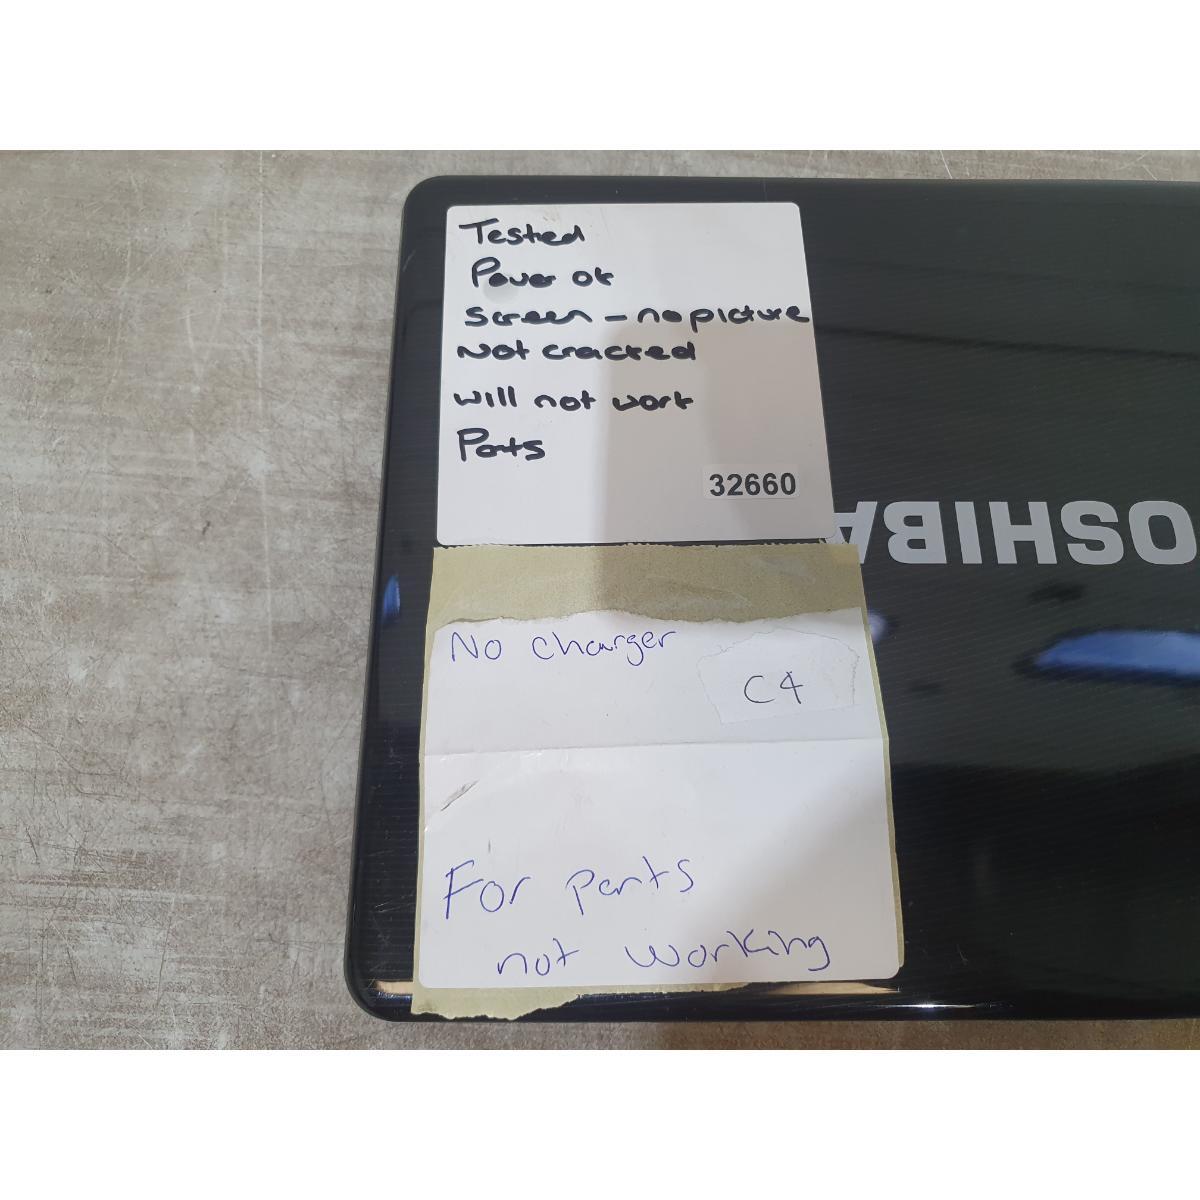 Tested
Power ok
Screen - no picture
Not cracked
will not work
Parts
32660
OSHIBA
No charger
C4
For parts
not working